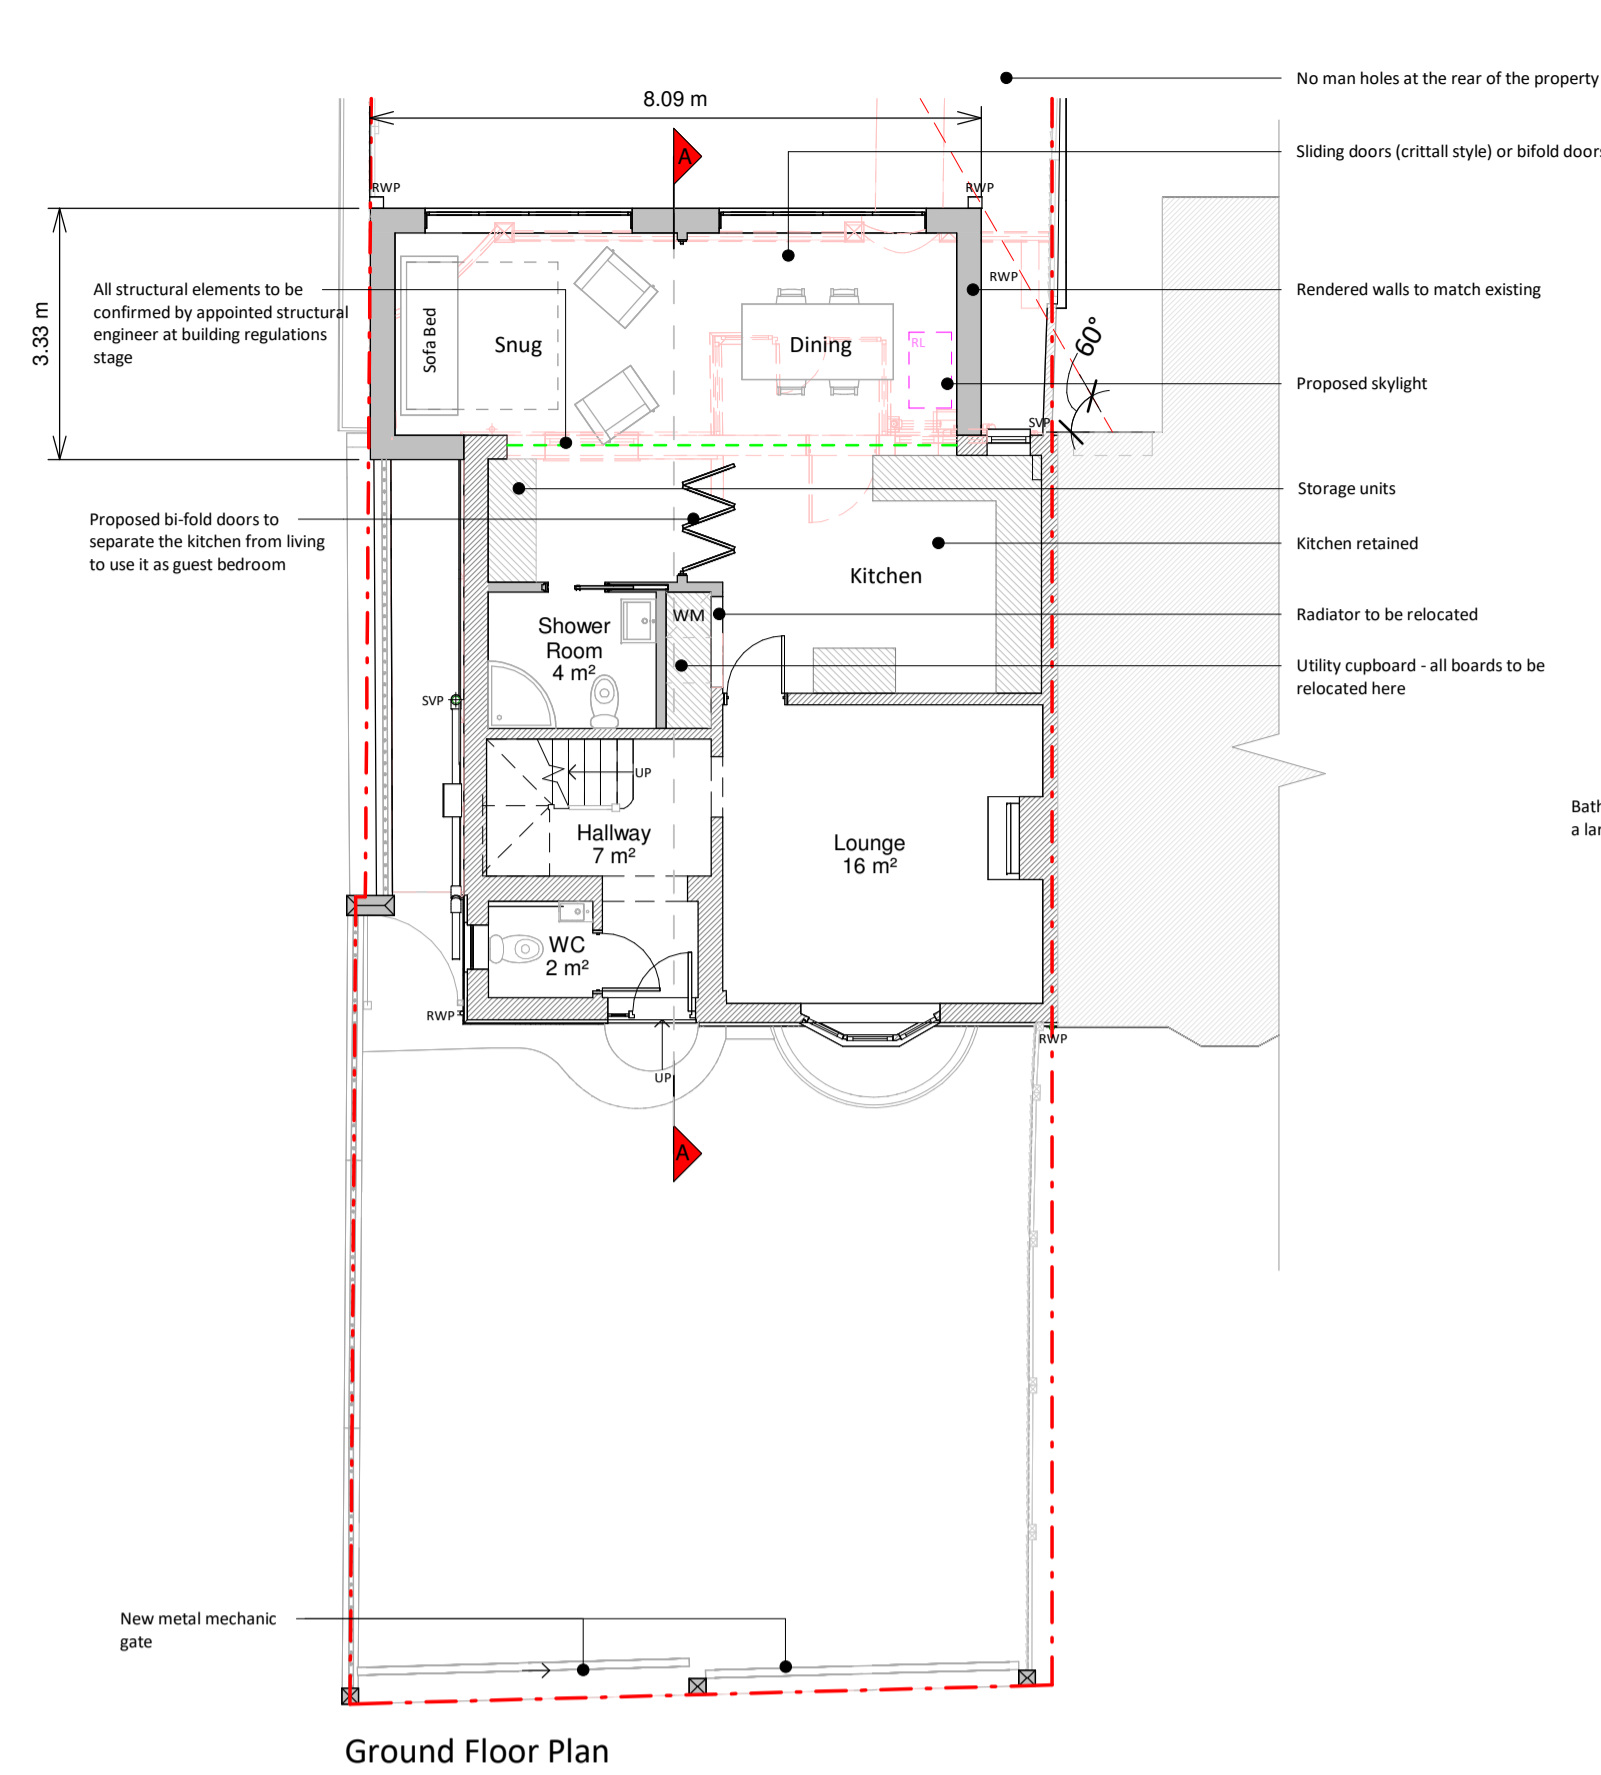 No man holes at the rear of the property
8.09 m
Sliding doors (crittall style) or bifold doors
A
RWP
RWP
RWP
All structural elements to be
confirmed by appointed structural
engineer at building regulations
stage
Rendered walls to match existing
3.33 m
Sofa Bed
Snug
Dining
RL
60°
Proposed skylight
SVP
Storage units
Proposed bi-fold doors to
separate the kitchen from living
to use it as guest bedroom
Kitchen retained
Kitchen
WM
Radiator to be relocated
Shower
Room
4 m²
Utility cupboard - all boards to be
relocated here
SVP
UP
Hallway
7 m²
Lounge
16 m²
Bath
a lar
WC
2 m²
RWP
RWP
UP
A
New metal mechanic
gate
Ground Floor Plan